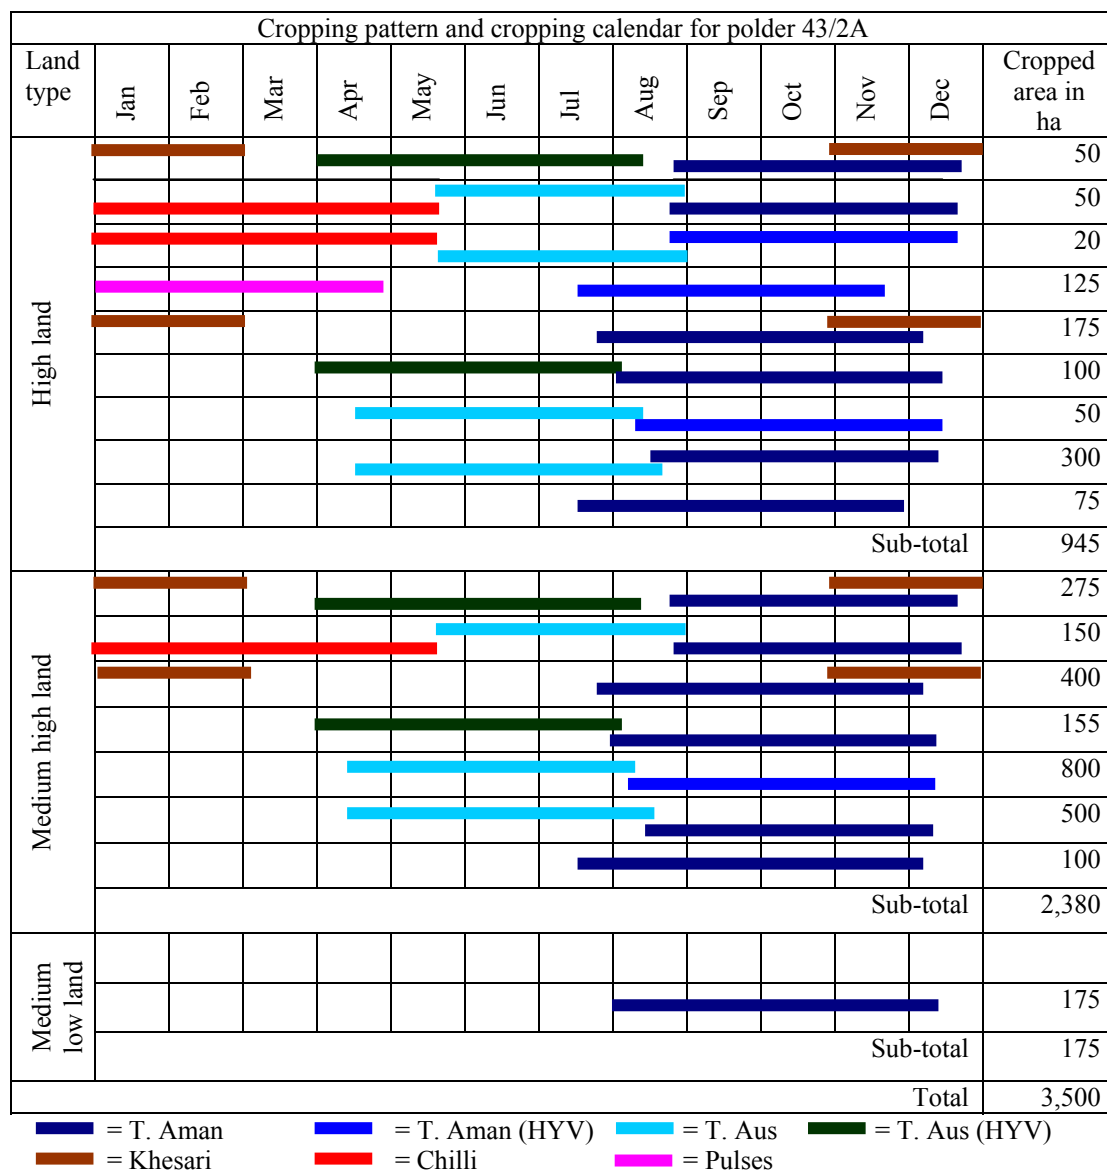 Cropping pattern and cropping calendar for polder 43/2A
Land type
Jan
Feb
Mar
Apr
May
Jun
Jul
Aug
Sep
Oct
Nov
Dec
Cropped area in ha
High land
50
50
20
125
175
100
50
300
75
Sub-total 945
Medium high land
275
150
400
155
800
500
100
Sub-total 2,380
Medium low land
175
Sub-total 175
Total 3,500
= T. Aman = T. Aman (HYV) = T. Aus = T. Aus (HYV)
= Khesari = Chilli = Pulses